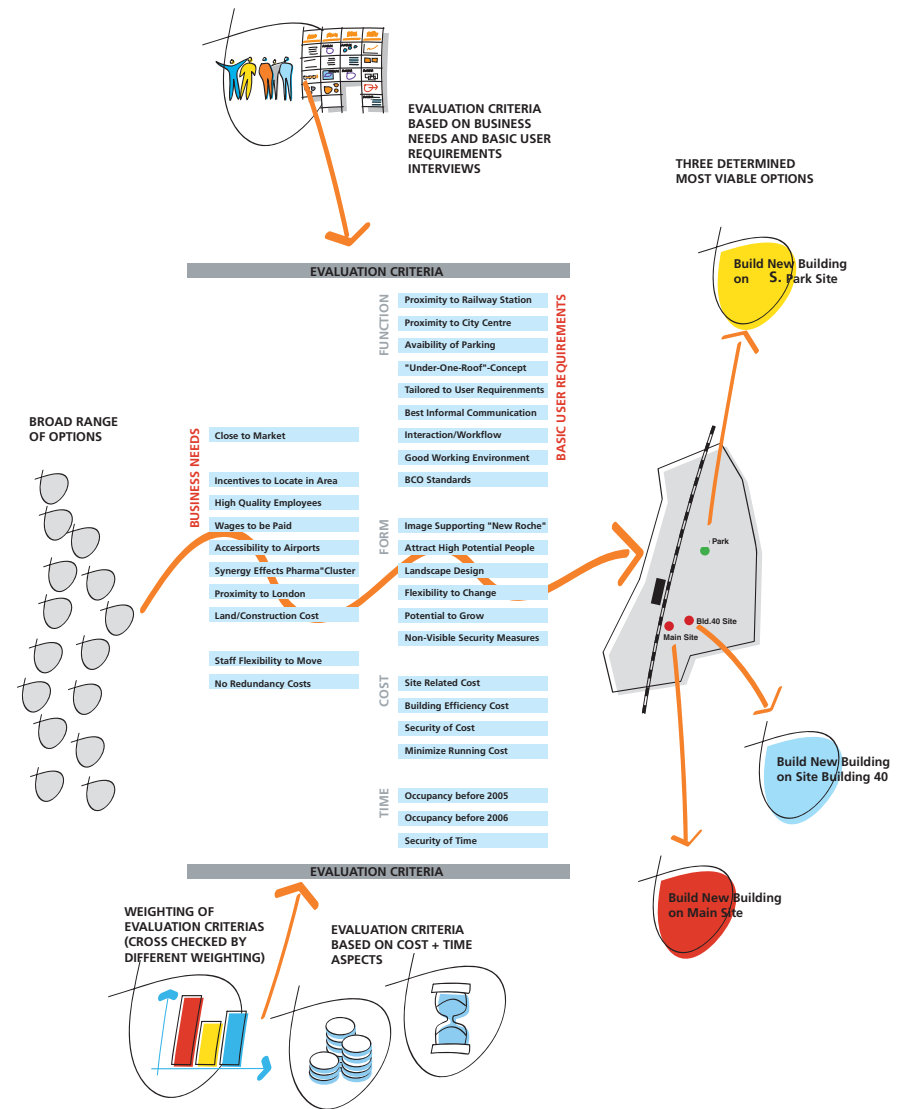 EVALUATION CRITERIA
BASED ON BUSINESS
NEEDS AND BASIC USER
REQUIREMENTS
INTERVIEWS
THREE DETERMINED
MOST VIABLE OPTIONS
Build New Building
on S. Park Site
EVALUATION CRITERIA
BROAD RANGE
OF OPTIONS
BUSINESS NEEDS
Close to Market
Incentives to Locate in Area
High Quality Employees
Wages to be Paid
Accessibility to Airports
Synergy Effects Pharma"Cluster
Proximity to London
Land/Construction Cost
Staff Flexibility to Move
No Redundancy Costs
FUNCTION
Proximity to Railway Station
Proximity to City Centre
Avaibility of Parking
"Under-One-Roof"-Concept
Tailored to User Requirenments
Best Informal Communication
Interaction/Workflow
Good Working Environment
BCO Standards
BASIC USER REQUIREMENTS
FORM
Image Supporting "New Roche"
Attract High Potential People
Landscape Design
Flexibility to Change
Potential to Grow
Non-Visible Security Measures
COST
Site Related Cost
Building Efficiency Cost
Security of Cost
Minimize Running Cost
TIME
Occupancy before 2005
Occupancy before 2006
Security of Time
EVALUATION CRITERIA
Park
Bld.40 Site
Main Site
Build New Building
on Site Building 40
Build New Building
on Main Site
WEIGHTING OF
EVALUATION CRITERIAS
(CROSS CHECKED BY
DIFFERENT WEIGHTING)
EVALUATION CRITERIA
BASED ON COST + TIME
ASPECTS